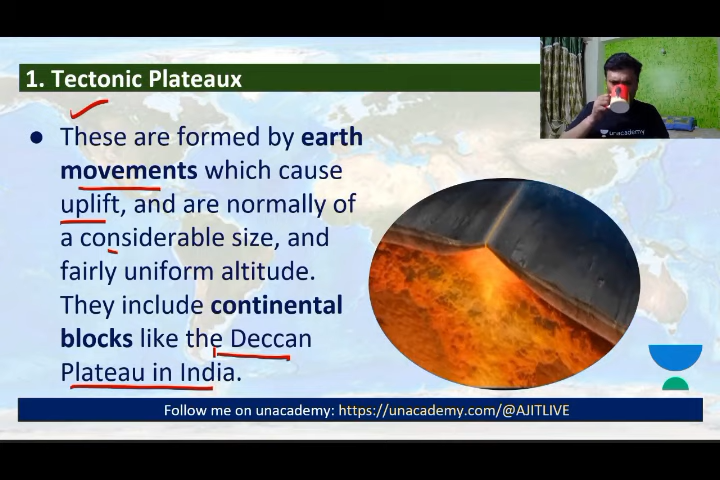 1. Tectonic Plateaux
unacademy
● These are formed by earth
movements which cause
uplift, and are normally of
a considerable size, and
fairly uniform altitude.
They include continental
blocks like the Deccan
Plateau in India.
Follow me on unacademy: https://unacademy.com/@AJITLIVE